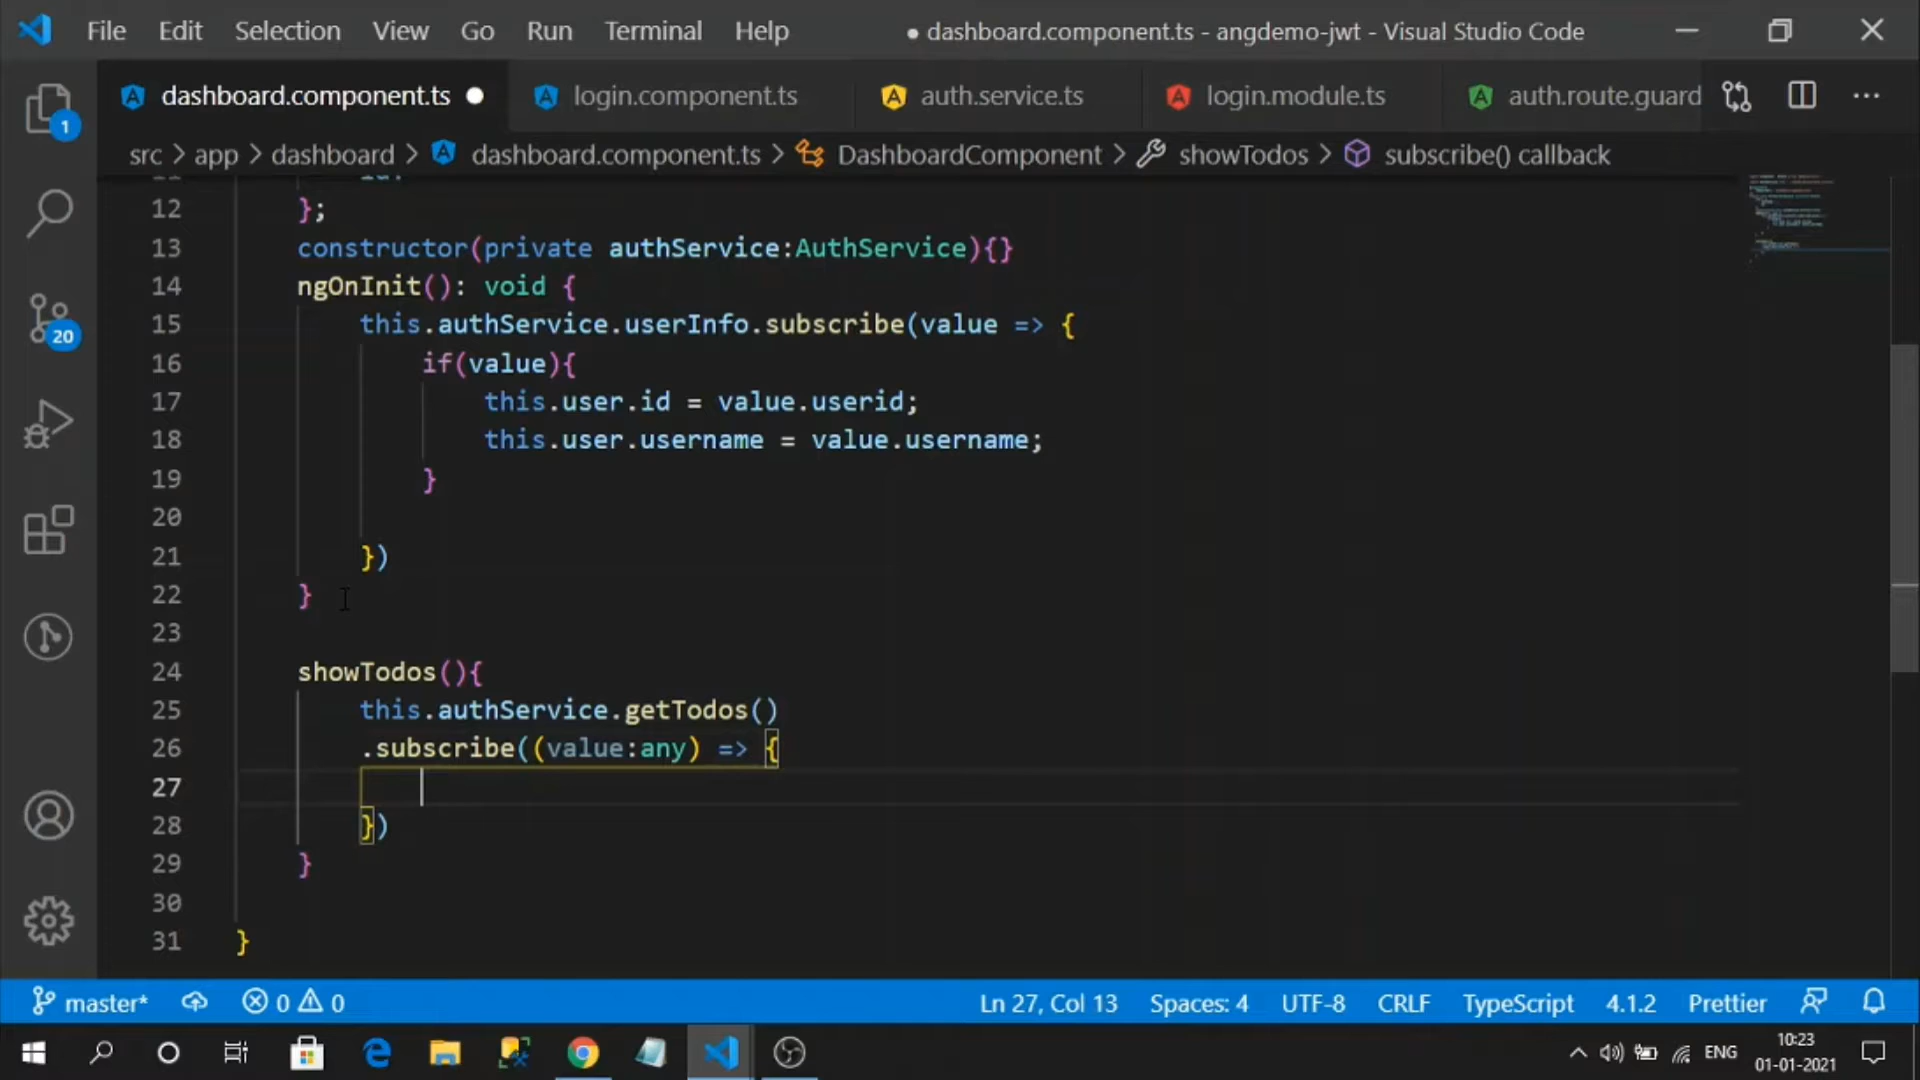 File Edit Selection View Go Run Terminal Help ● dashboard.component.ts - angdemo-jwt - Visual Studio Code
dashboard.component.ts ● login.component.ts auth.service.ts login.module.ts auth.route.guard
src > app > dashboard > dashboard.component.ts > DashboardComponent > showTodos > subscribe() callback
12 };
13 constructor(private authService:AuthService){}
14 ngOnInit(): void {
15 this.authService.userInfo.subscribe(value => {
16 if(value){
17 this.user.id = value.userid;
18 this.user.username = value.username;
19 }
20
21 })
22 }
23
24 showTodos(){
25 this.authService.getTodos()
26 .subscribe((value:any) => {
27
28 })
29 }
30
31 }
1
20
master* 0 0 Ln 27, Col 13 Spaces: 4 UTF-8 CRLF TypeScript 4.1.2 Prettier
ENG 10:23
01-01-2021